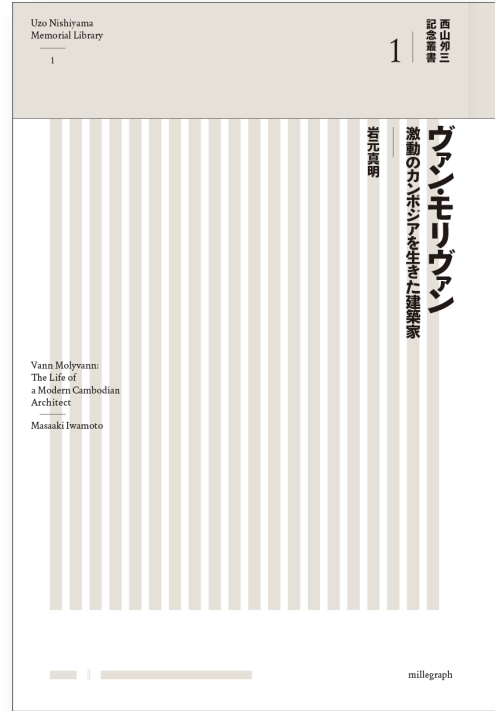 Uzo Nishiyama
Memorial Library
1
西山夘三
記念叢書
1
ヴァン・モリヴァン
激動のカンボジアを生きた建築家
岩元真明
Vann Molyvann:
The Life of
a Modern Cambodian
Architect
Masaaki Iwamoto
millegraph